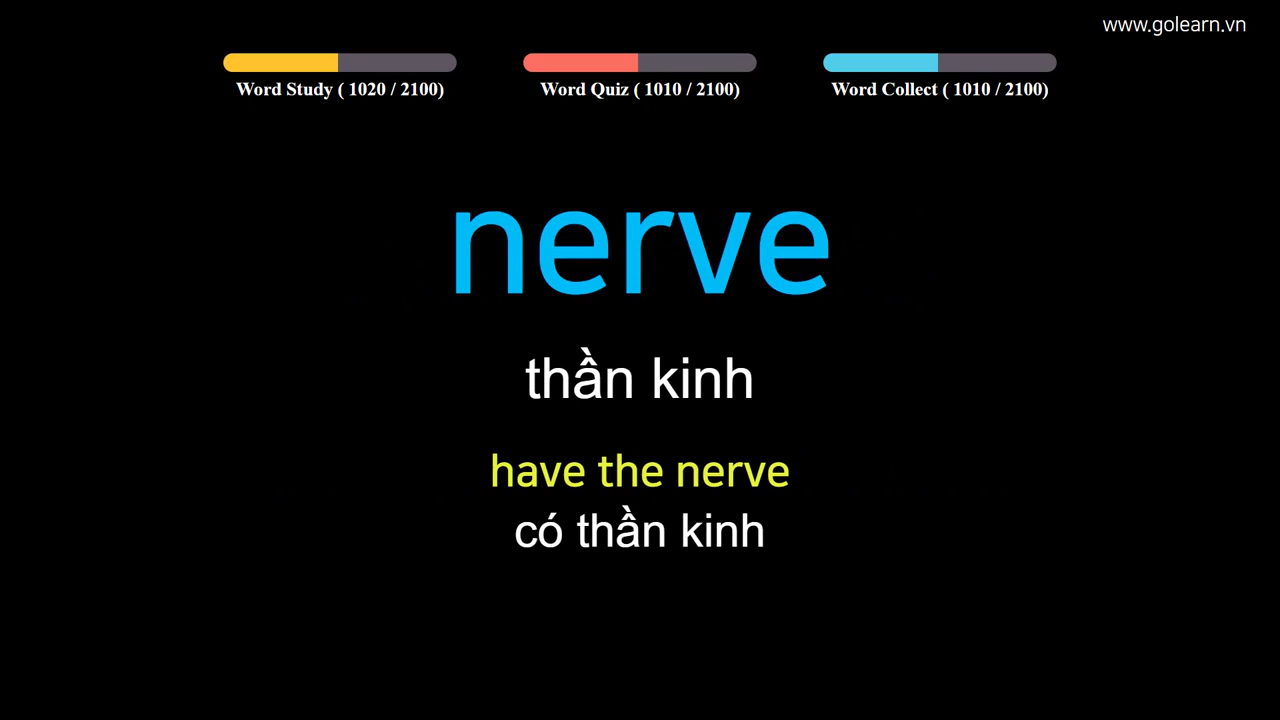 www.golearn.vn
Word Study ( 1020 / 2100)
Word Quiz ( 1010 / 2100)
Word Collect ( 1010 / 2100)
nerve
thần kinh
have the nerve
có thần kinh